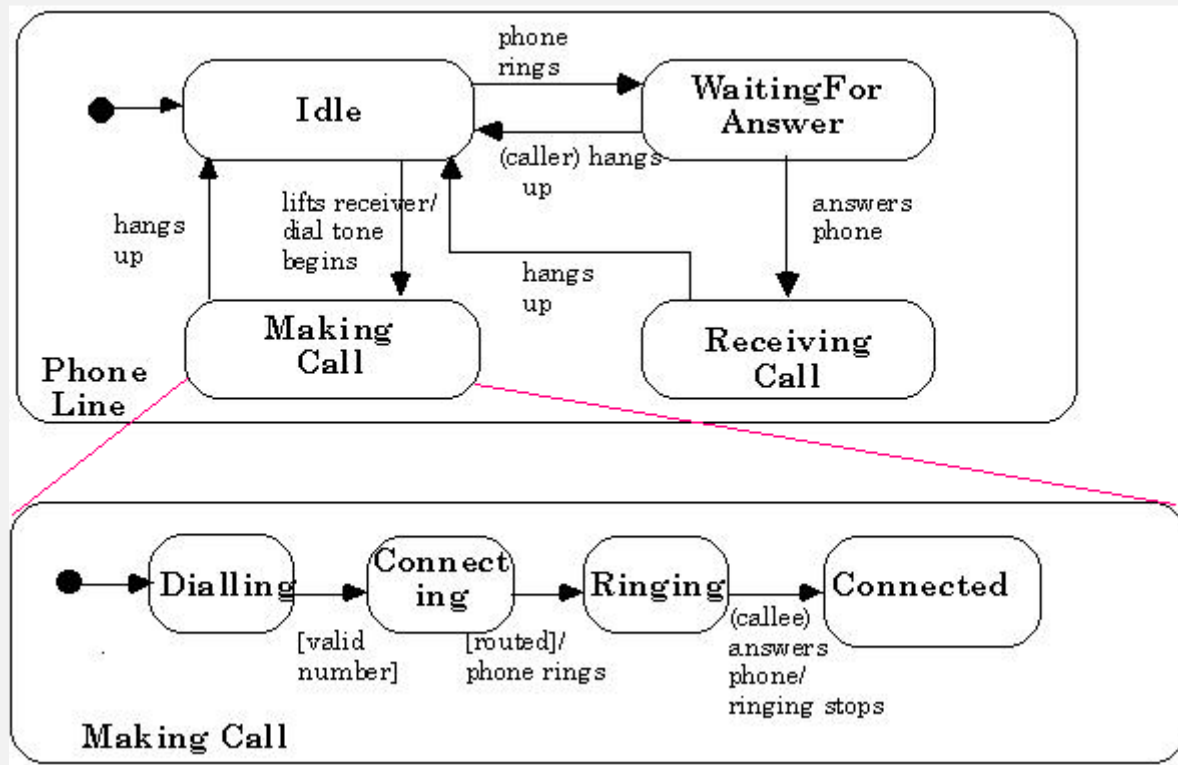 phone
rings
Idle
WaitingFor
Answer
(caller) hangs
up
hangs
up
lifts receiver/
dial tone
begins
answers
phone
hangs
up
Making
Call
Receiving
Call
Phone
Line
Dialling
Connect
ing
Ringing
Connected
[valid
number]
[routed]/
phone rings
(callee)
answers
phone/
ringing stops
Making Call